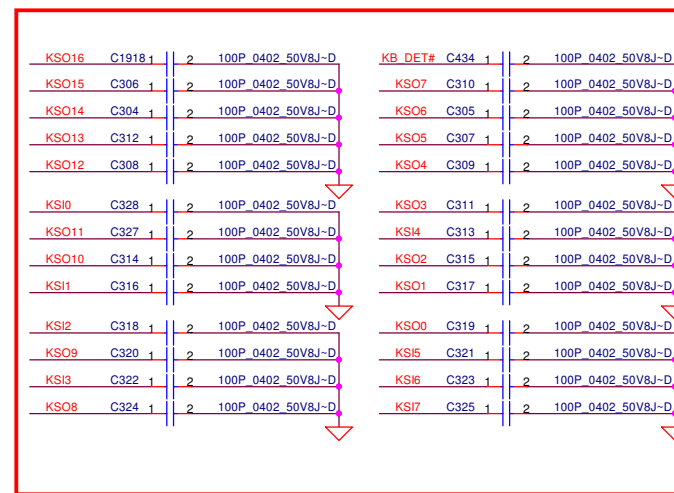 KSO16 C1918 1 2 100P_0402_50V8J~D KB_DET# C434 1 2 100P_0402_50V8J~D
KSO15 C306 1 2 100P_0402_50V8J~D KSO7 C310 1 2 100P_0402_50V8J~D
KSO14 C304 1 2 100P_0402_50V8J~D KSO6 C305 1 2 100P_0402_50V8J~D
KSO13 C312 1 2 100P_0402_50V8J~D KSO5 C307 1 2 100P_0402_50V8J~D
KSO12 C308 1 2 100P_0402_50V8J~D KSO4 C309 1 2 100P_0402_50V8J~D
KSI0 C328 1 2 100P_0402_50V8J~D KSO3 C311 1 2 100P_0402_50V8J~D
KSO11 C327 1 2 100P_0402_50V8J~D KSI4 C313 1 2 100P_0402_50V8J~D
KSO10 C314 1 2 100P_0402_50V8J~D KSO2 C315 1 2 100P_0402_50V8J~D
KSI1 C316 1 2 100P_0402_50V8J~D KSO1 C317 1 2 100P_0402_50V8J~D
KSI2 C318 1 2 100P_0402_50V8J~D KSO0 C319 1 2 100P_0402_50V8J~D
KSO9 C320 1 2 100P_0402_50V8J~D KSI5 C321 1 2 100P_0402_50V8J~D
KSI3 C322 1 2 100P_0402_50V8J~D KSI6 C323 1 2 100P_0402_50V8J~D
KSO8 C324 1 2 100P_0402_50V8J~D KSI7 C325 1 2 100P_0402_50V8J~D